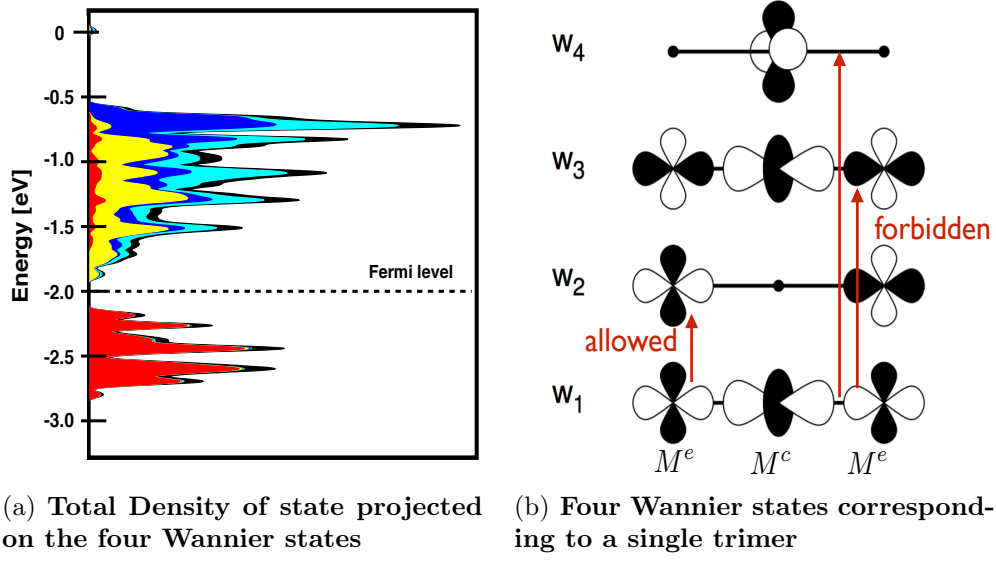 Energy [eV]
0
-0.5
-1.0
-1.5
-2.0
-2.5
-3.0
Fermi level
(a) Total Density of state projected
on the four Wannier states
w4
w3
w2
w1
forbidden
allowed
M^e M^c M^e
(b) Four Wannier states correspond-
ing to a single trimer